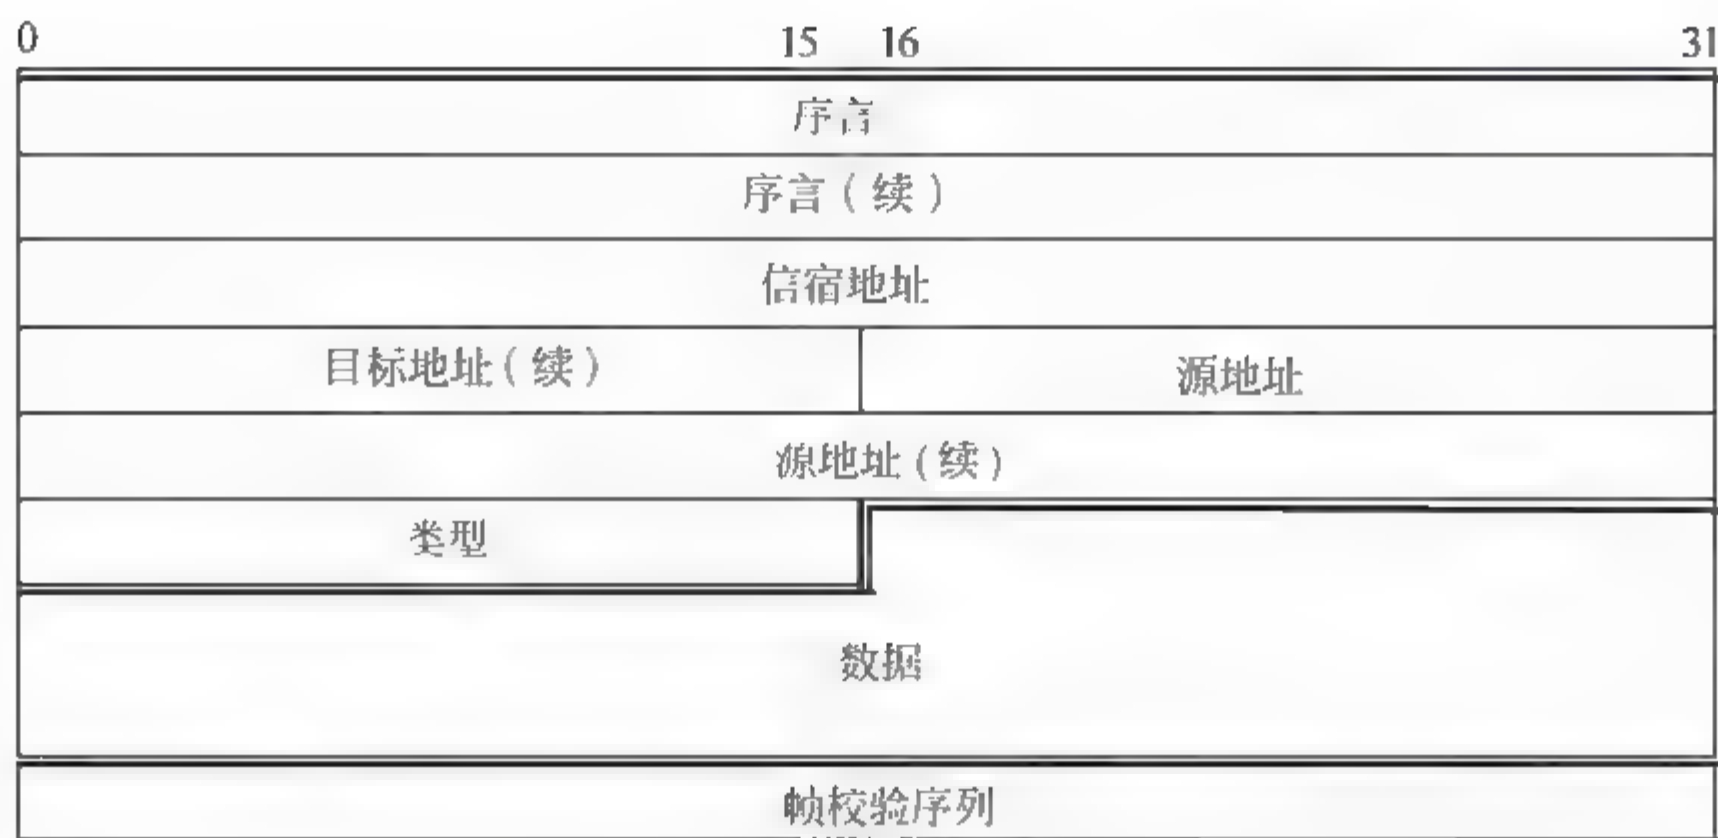 0 15 16 31
序言
序言(续)
信宿地址
目标地址(续) 源地址
源地址(续)
类型
数据
帧校验序列